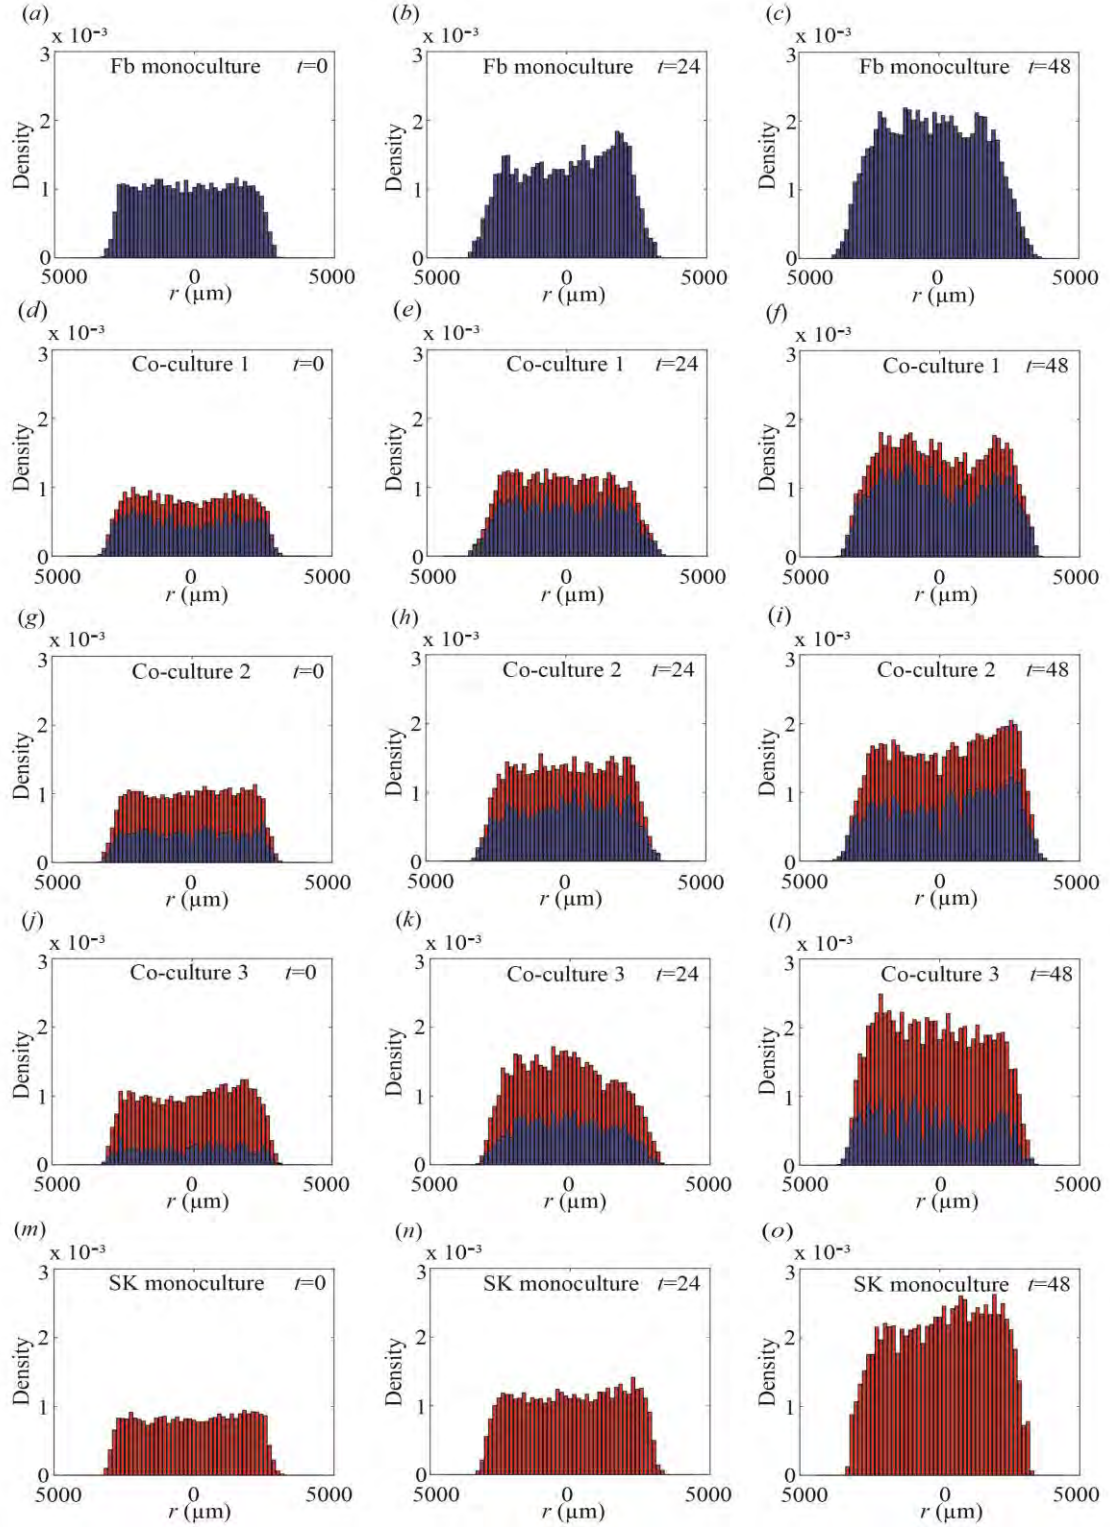 (a) (b) (c)
x 10⁻³ x 10⁻³ x 10⁻³
3 Fb monoculture t=0 3 Fb monoculture t=24 3 Fb monoculture t=48
2 2 2
Density Density Density
1 1 1
0 0 0
5000 0 5000 5000 0 5000 5000 0 5000
r (µm) r (µm) r (µm)
(d) (e) (f)
x 10⁻³ x 10⁻³ x 10⁻³
3 Co-culture 1 t=0 3 Co-culture 1 t=24 3 Co-culture 1 t=48
2 2 2
Density Density Density
1 1 1
0 0 0
5000 0 5000 5000 0 5000 5000 0 5000
r (µm) r (µm) r (µm)
(g) (h) (i)
x 10⁻³ x 10⁻³ x 10⁻³
3 Co-culture 2 t=0 3 Co-culture 2 t=24 3 Co-culture 2 t=48
2 2 2
Density Density Density
1 1 1
0 0 0
5000 0 5000 5000 0 5000 5000 0 5000
r (µm) r (µm) r (µm)
(j) (k) (l)
x 10⁻³ x 10⁻³ x 10⁻³
3 Co-culture 3 t=0 3 Co-culture 3 t=24 3 Co-culture 3 t=48
2 2 2
Density Density Density
1 1 1
0 0 0
5000 0 5000 5000 0 5000 5000 0 5000
r (µm) r (µm) r (µm)
(m) (n) (o)
x 10⁻³ x 10⁻³ x 10⁻³
3 SK monoculture t=0 3 SK monoculture t=24 3 SK monoculture t=48
2 2 2
Density Density Density
1 1 1
0 0 0
5000 0 5000 5000 0 5000 5000 0 5000
r (µm) r (µm) r (µm)